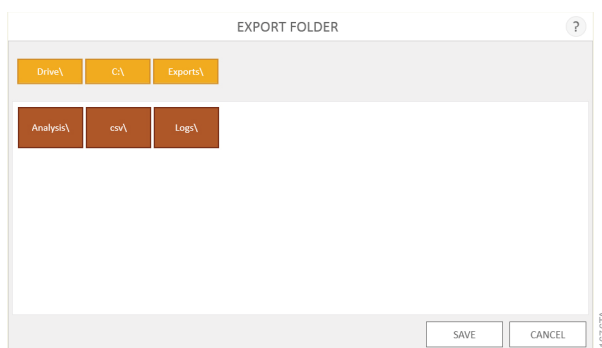 EXPORT FOLDER ?
Drive\ C:\ Exports\
Analysis\ csv\ Logs\
SAVE CANCEL